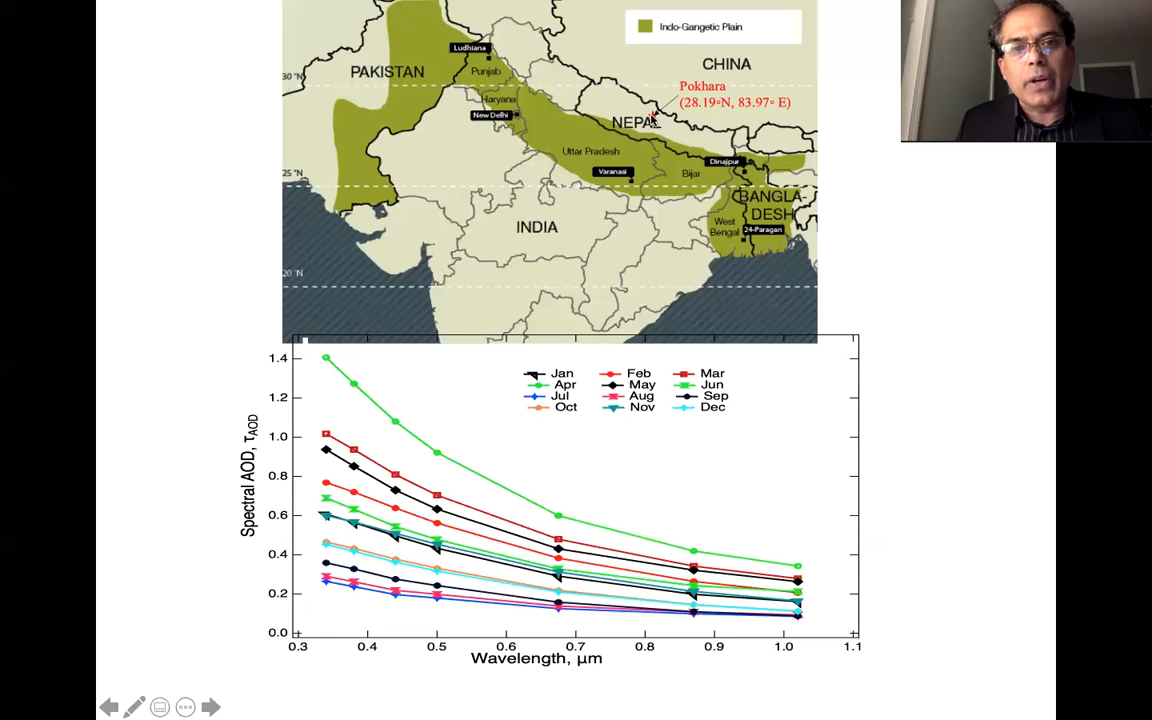 Indo-Gangetic Plain
Ludhiana
CHINA
PAKISTAN
Punjab
30 °N
Pokhara
(28.19◦N, 83.97◦ E)
Haryana
New Delhi
NEPAL
Uttar Pradesh
Dinajpur
Varanasi
Bijar
25 °N
BANGLA-
DESH
INDIA
West
Bengal
24-Paragan
20 °N
Spectral AOD, τAOD
1.4
1.2
1.0
0.8
0.6
0.4
0.2
0.0
Jan Feb Mar
Apr May Jun
Jul Aug Sep
Oct Nov Dec
0.3 0.4 0.5 0.6 0.7 0.8 0.9 1.0 1.1
Wavelength, µm